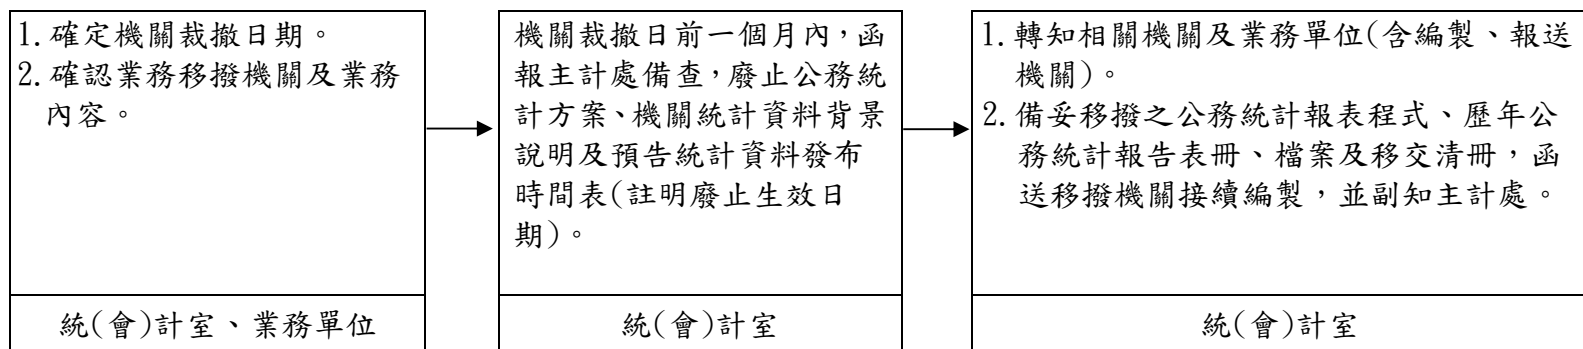 1.確定機關裁撤日期。
2.確認業務移撥機關及業務
內容。
統(會)計室、業務單位
機關裁撤日前一個月內,函
報主計處備查,廢止公務統
計方案、機關統計資料背景
說明及預告統計資料發布
時間表(註明廢止生效日
期)。
統(會)計室
1.轉知相關機關及業務單位(含編製、報送
機關)。
2.備妥移撥之公務統計報表程式、歷年公
務統計報告表冊、檔案及移交清冊,函
送移撥機關接續編製,並副知主計處。
統(會)計室